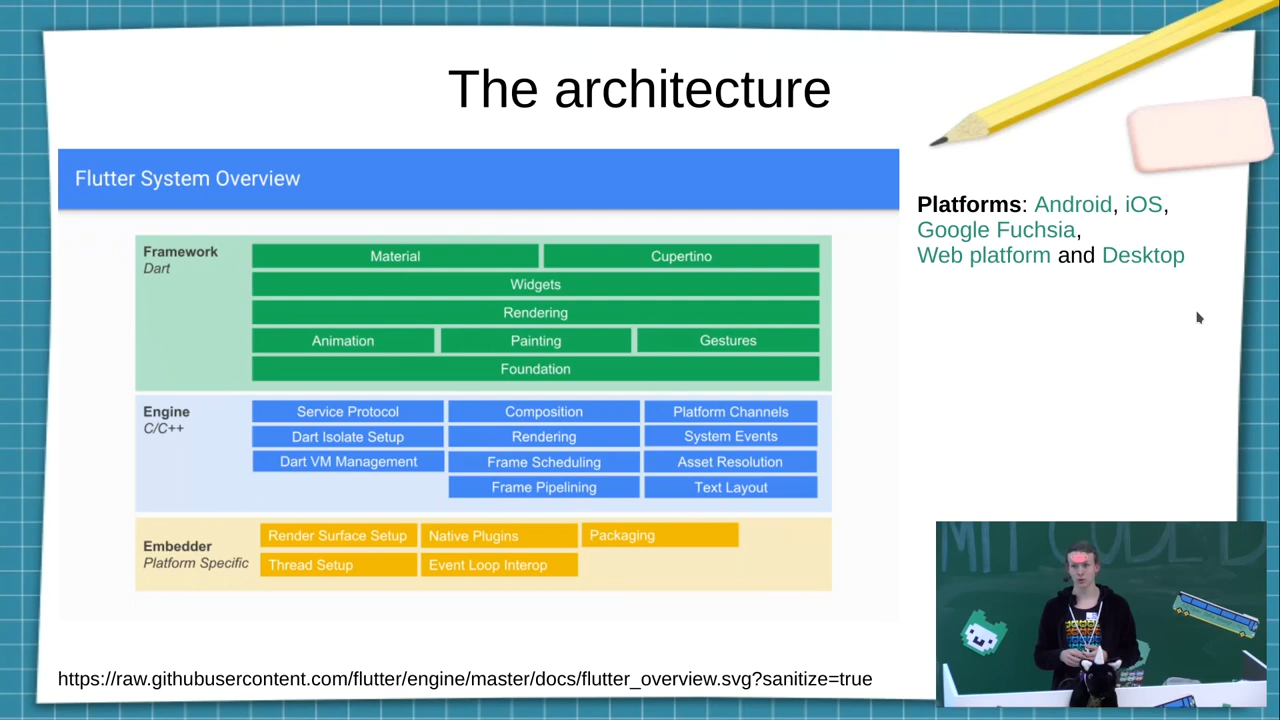 The architecture
Flutter System Overview
Platforms: Android, iOS,
Google Fuchsia,
Web platform and Desktop
Framework
Dart
Material
Cupertino
Widgets
Rendering
Animation
Painting
Gestures
Foundation
Engine
C/C++
Service Protocol
Composition
Platform Channels
Dart Isolate Setup
Rendering
System Events
Dart VM Management
Frame Scheduling
Asset Resolution
Frame Pipelining
Text Layout
Embedder
Platform Specific
Render Surface Setup
Native Plugins
Packaging
Thread Setup
Event Loop Interop
https://raw.githubusercontent.com/flutter/engine/master/docs/flutter_overview.svg?sanitize=true